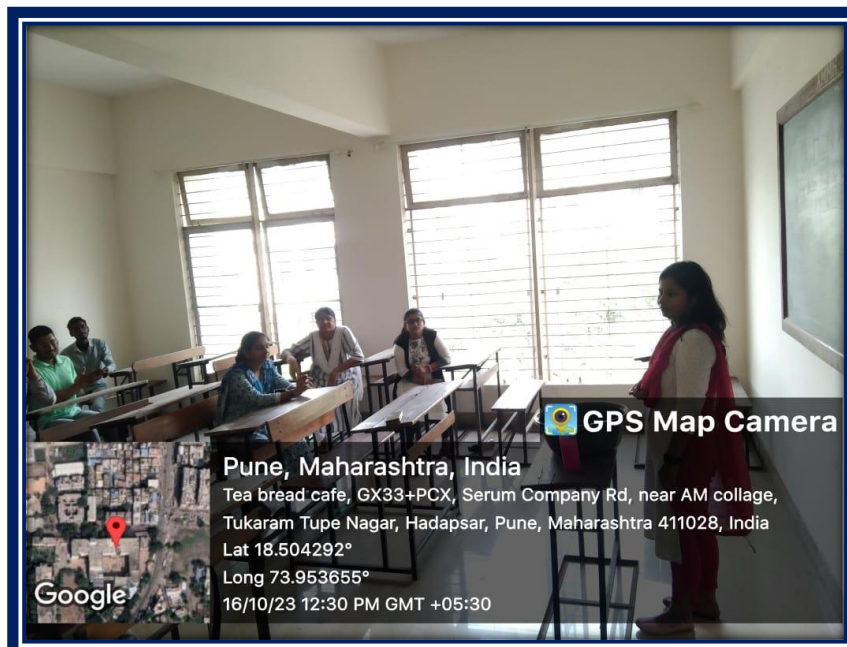 GPS Map Camera
Pune, Maharashtra, India
Tea bread cafe, GX33+PCX, Serum Company Rd, near AM collage,
Tukaram Tupe Nagar, Hadapsar, Pune, Maharashtra 411028, India
Lat 18.504292°
Long 73.953655°
16/10/23 12:30 PM GMT +05:30
Google